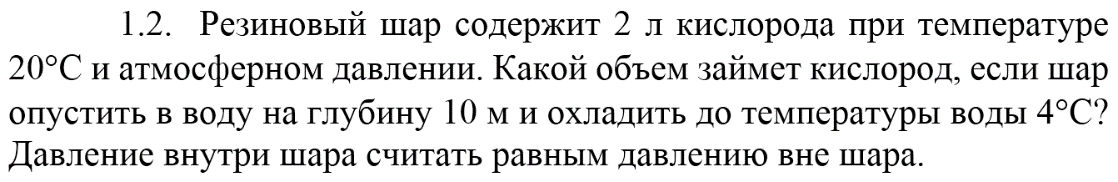 1.2. Резиновый шар содержит 2 л кислорода при температуре
20°С и атмосферном давлении. Какой объем займет кислород, если шар
опустить в воду на глубину 10 м и охладить до температуры воды 4°С?
Давление внутри шара считать равным давлению вне шара.